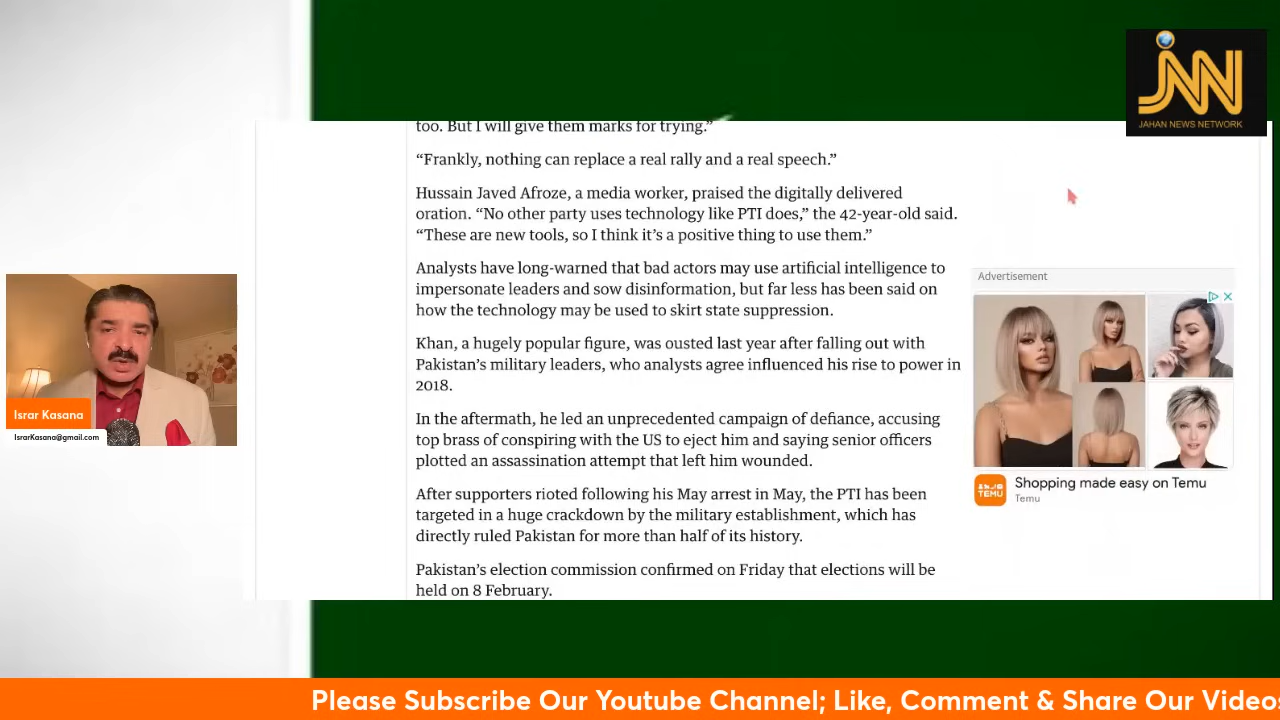 JNN
JAHAN NEWS NETWORK
too. But I will give them marks for trying.”
“Frankly, nothing can replace a real rally and a real speech.”
Hussain Javed Afroze, a media worker, praised the digitally delivered
oration. “No other party uses technology like PTI does,” the 42-year-old said.
“These are new tools, so I think it’s a positive thing to use them.”
Analysts have long-warned that bad actors may use artificial intelligence to
impersonate leaders and sow disinformation, but far less has been said on
how the technology may be used to skirt state suppression.
Khan, a hugely popular figure, was ousted last year after falling out with
Pakistan’s military leaders, who analysts agree influenced his rise to power in
2018.
In the aftermath, he led an unprecedented campaign of defiance, accusing
top brass of conspiring with the US to eject him and saying senior officers
plotted an assassination attempt that left him wounded.
After supporters rioted following his May arrest in May, the PTI has been
targeted in a huge crackdown by the military establishment, which has
directly ruled Pakistan for more than half of its history.
Pakistan’s election commission confirmed on Friday that elections will be
held on 8 February.
Advertisement
TEMU
Shopping made easy on Temu
Temu
Israr Kasana
IsrarKasana@gmail.com
Please Subscribe Our Youtube Channel; Like, Comment & Share Our Videos